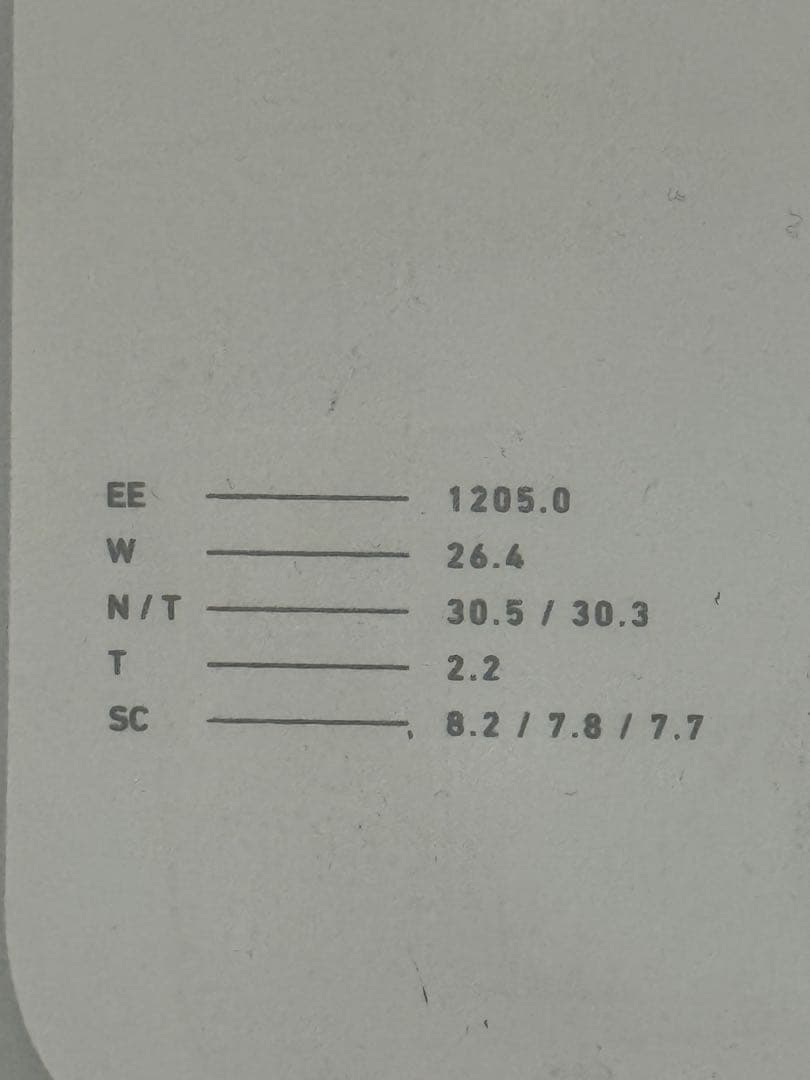 EE 1205.0
W 26.4
N/T 30.5 / 30.3
T 2.2
SC 8.2 / 7.8 / 7.7